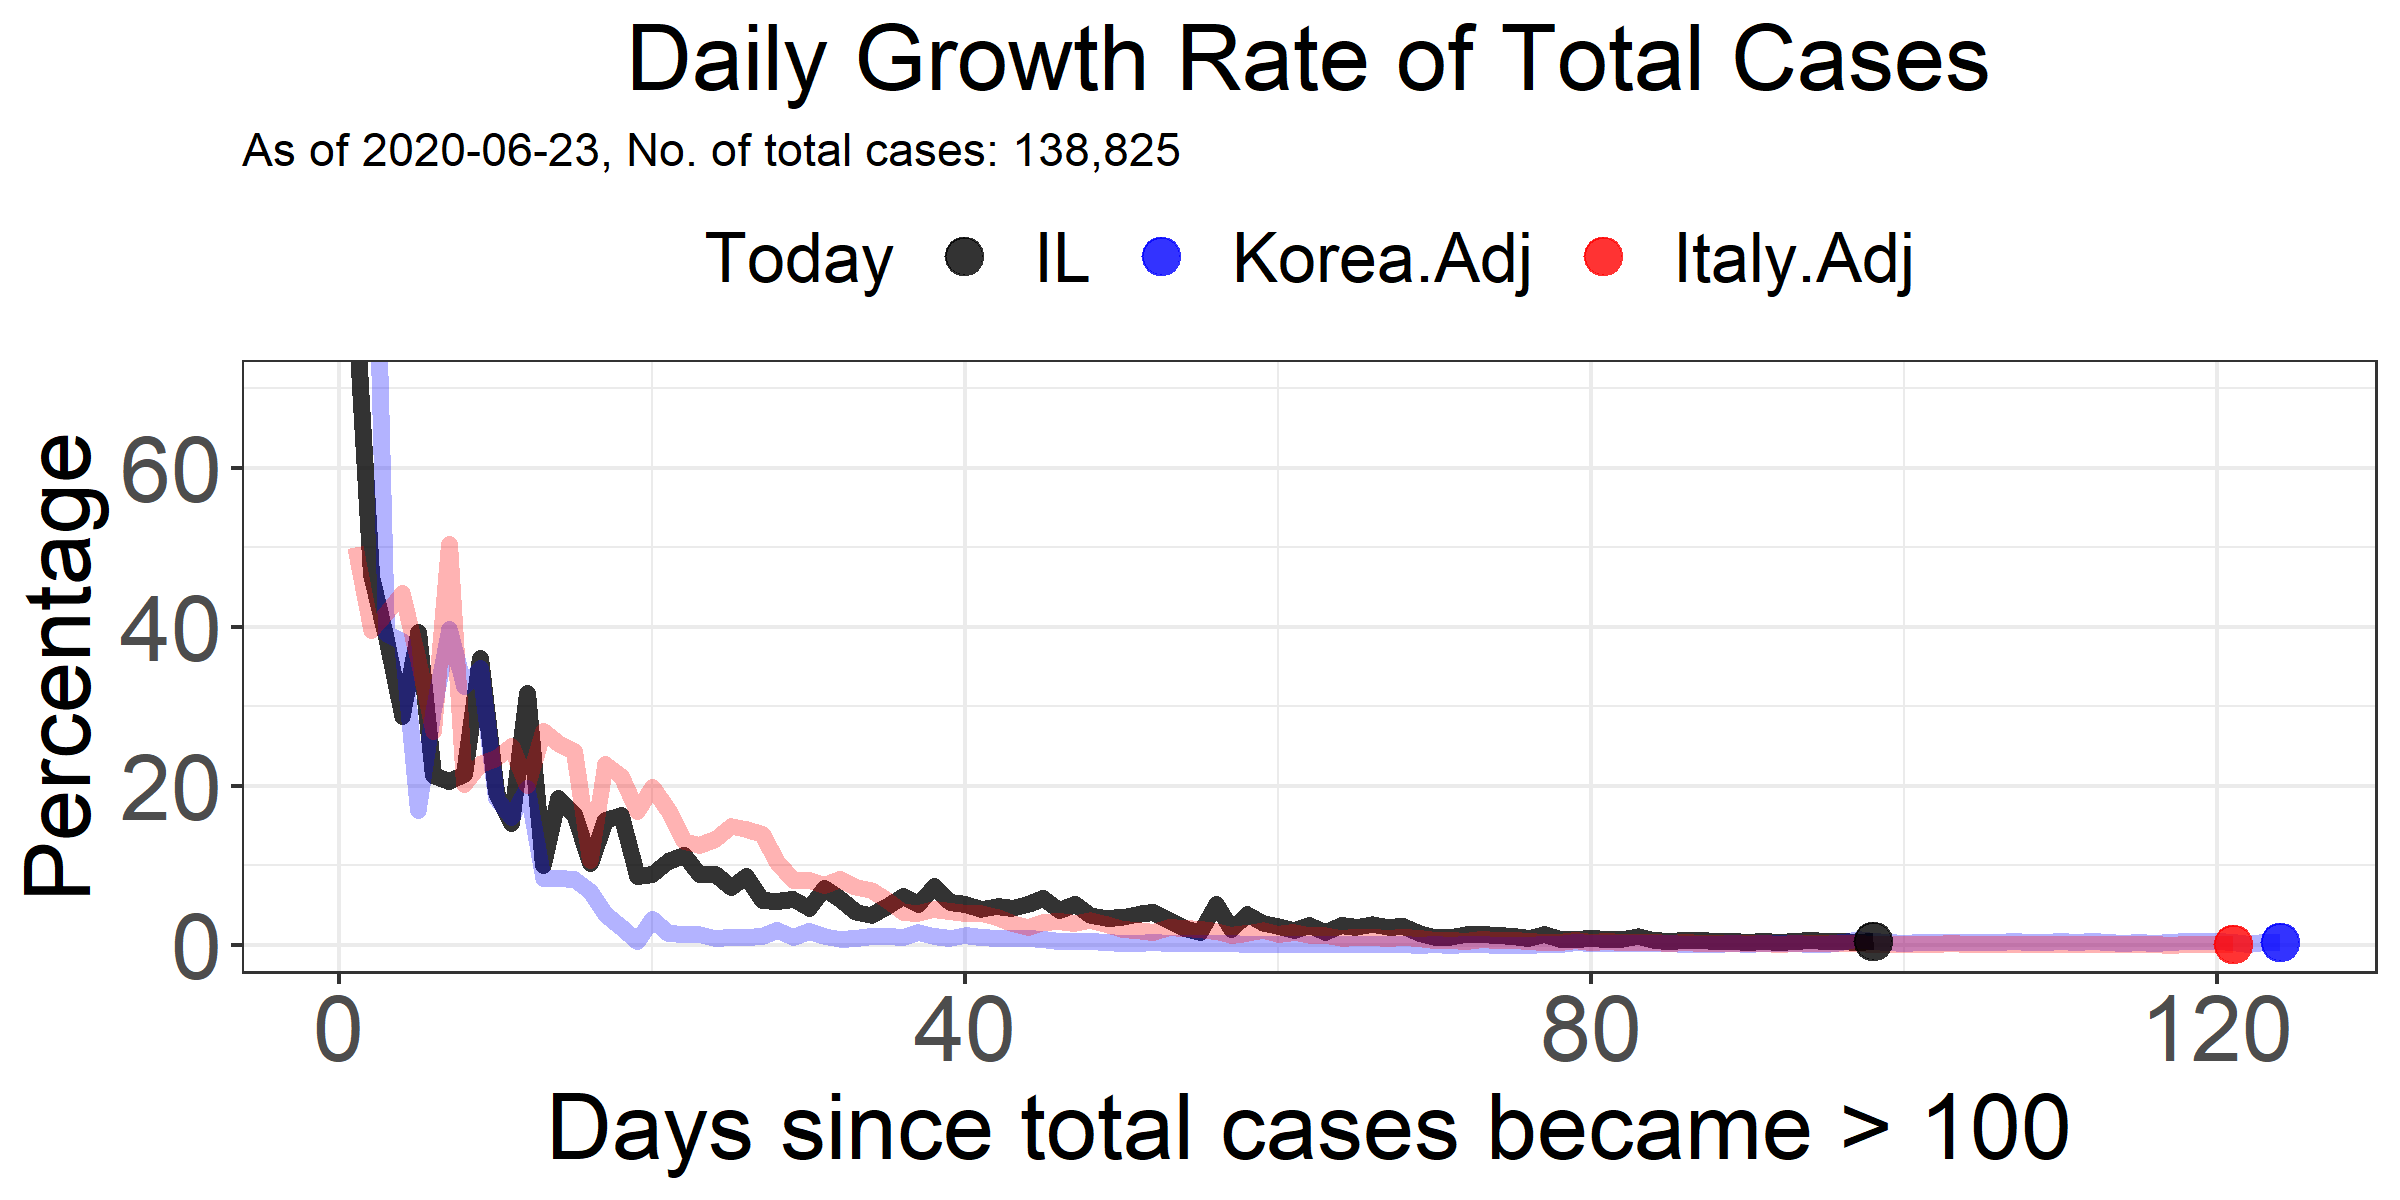 Daily Growth Rate of Total Cases
As of 2020-06-23, No. of total cases: 138,825
Today IL Korea.Adj Italy.Adj
Percentage
60
40
20
0
0 40 80 120
Days since total cases became > 100